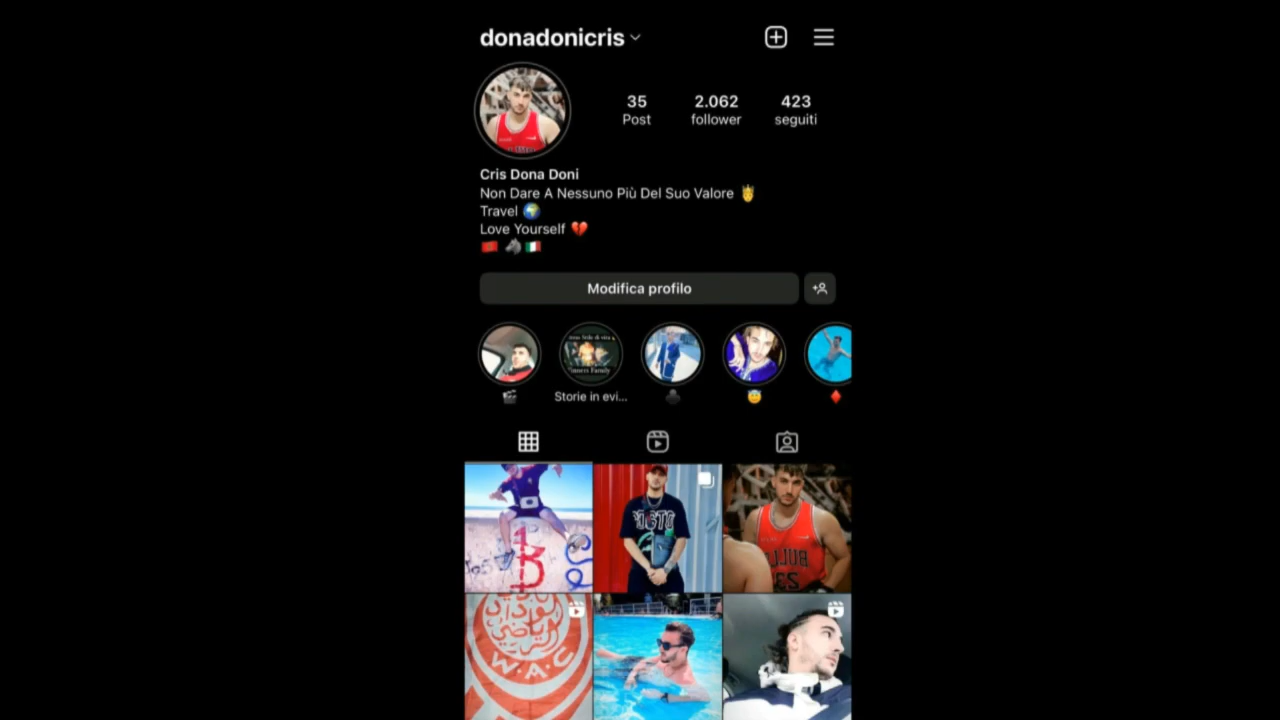 donadonicris
35
Post
2.062
follower
423
seguiti
Cris Dona Doni
Non Dare A Nessuno Più Del Suo Valore 🤴
Travel 🌍
Love Yourself 💔
🇲🇦 🐴🇮🇹
Modifica profilo
Storie in evi...
W.A.C